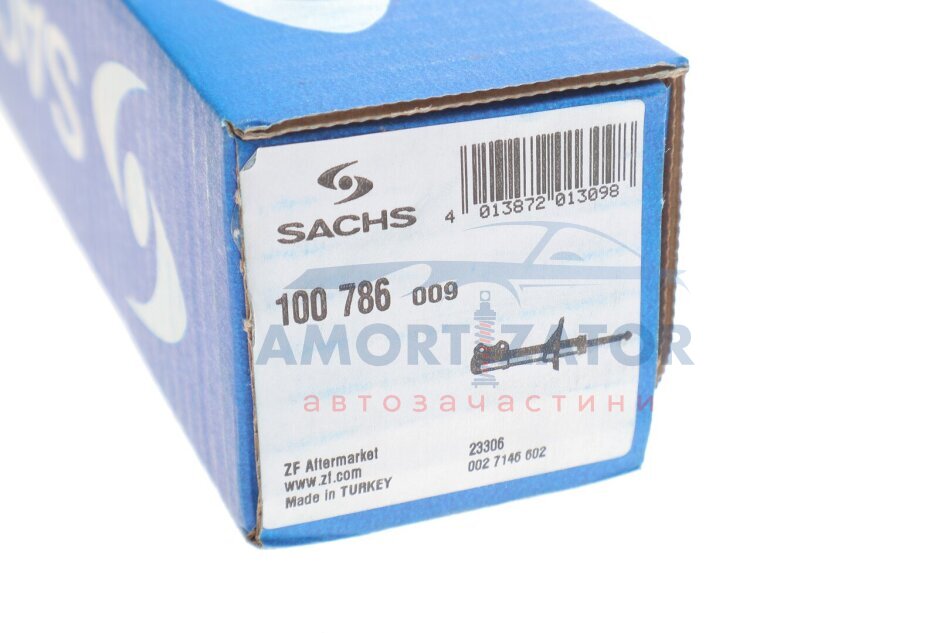 SACHS
SACHS
4 013872 013098
100 786 009
AMORTIZATOR
автозачастини
ZF Aftermarket
www.zf.com
Made in TURKEY
23306
002 7146 602